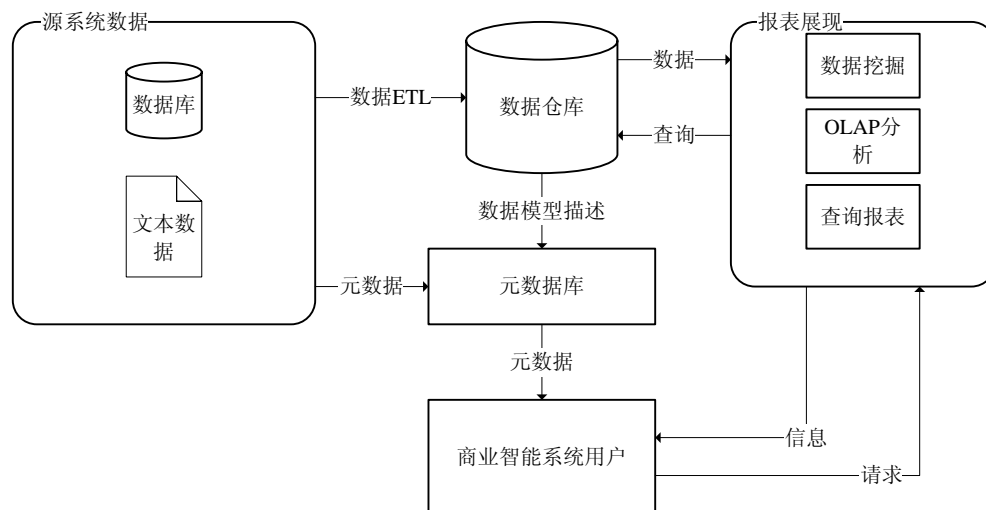 源系统数据
数据库
文本数
据
数据ETL
数据仓库
数据
查询
报表展现
数据挖掘
OLAP分
析
查询报表
数据模型描述
元数据
元数据库
元数据
商业智能系统用户
信息
请求